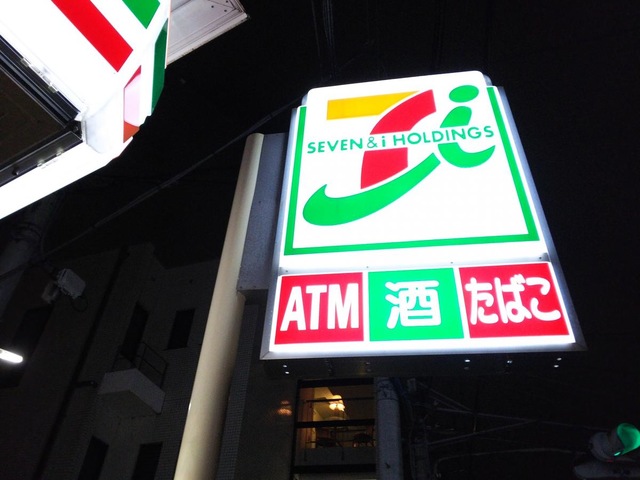 SEVEN & i HOLDINGS
ATM 酒 たばこ